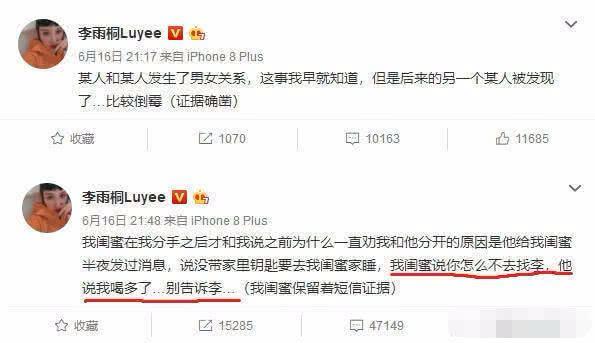 李雨桐Luyee
6月16日 21:17 来自 iPhone 8 Plus
某人和某人发生了男女关系，这事我早就知道，但是后来的另一个某人被发现
了…比较倒霉（证据确凿）
收藏 1070 10163 11685
李雨桐Luyee
6月16日 21:48 来自 iPhone 8 Plus
我闺蜜在我分手之后才和我说之前为什么一直劝我和他分开的原因是他给我闺蜜
半夜发过消息，说没带家里钥匙要去我闺蜜家睡，我闺蜜说你怎么不去找李，他
说我喝多了…别告诉李…（我闺蜜保留着短信证据）
收藏 15285 47149